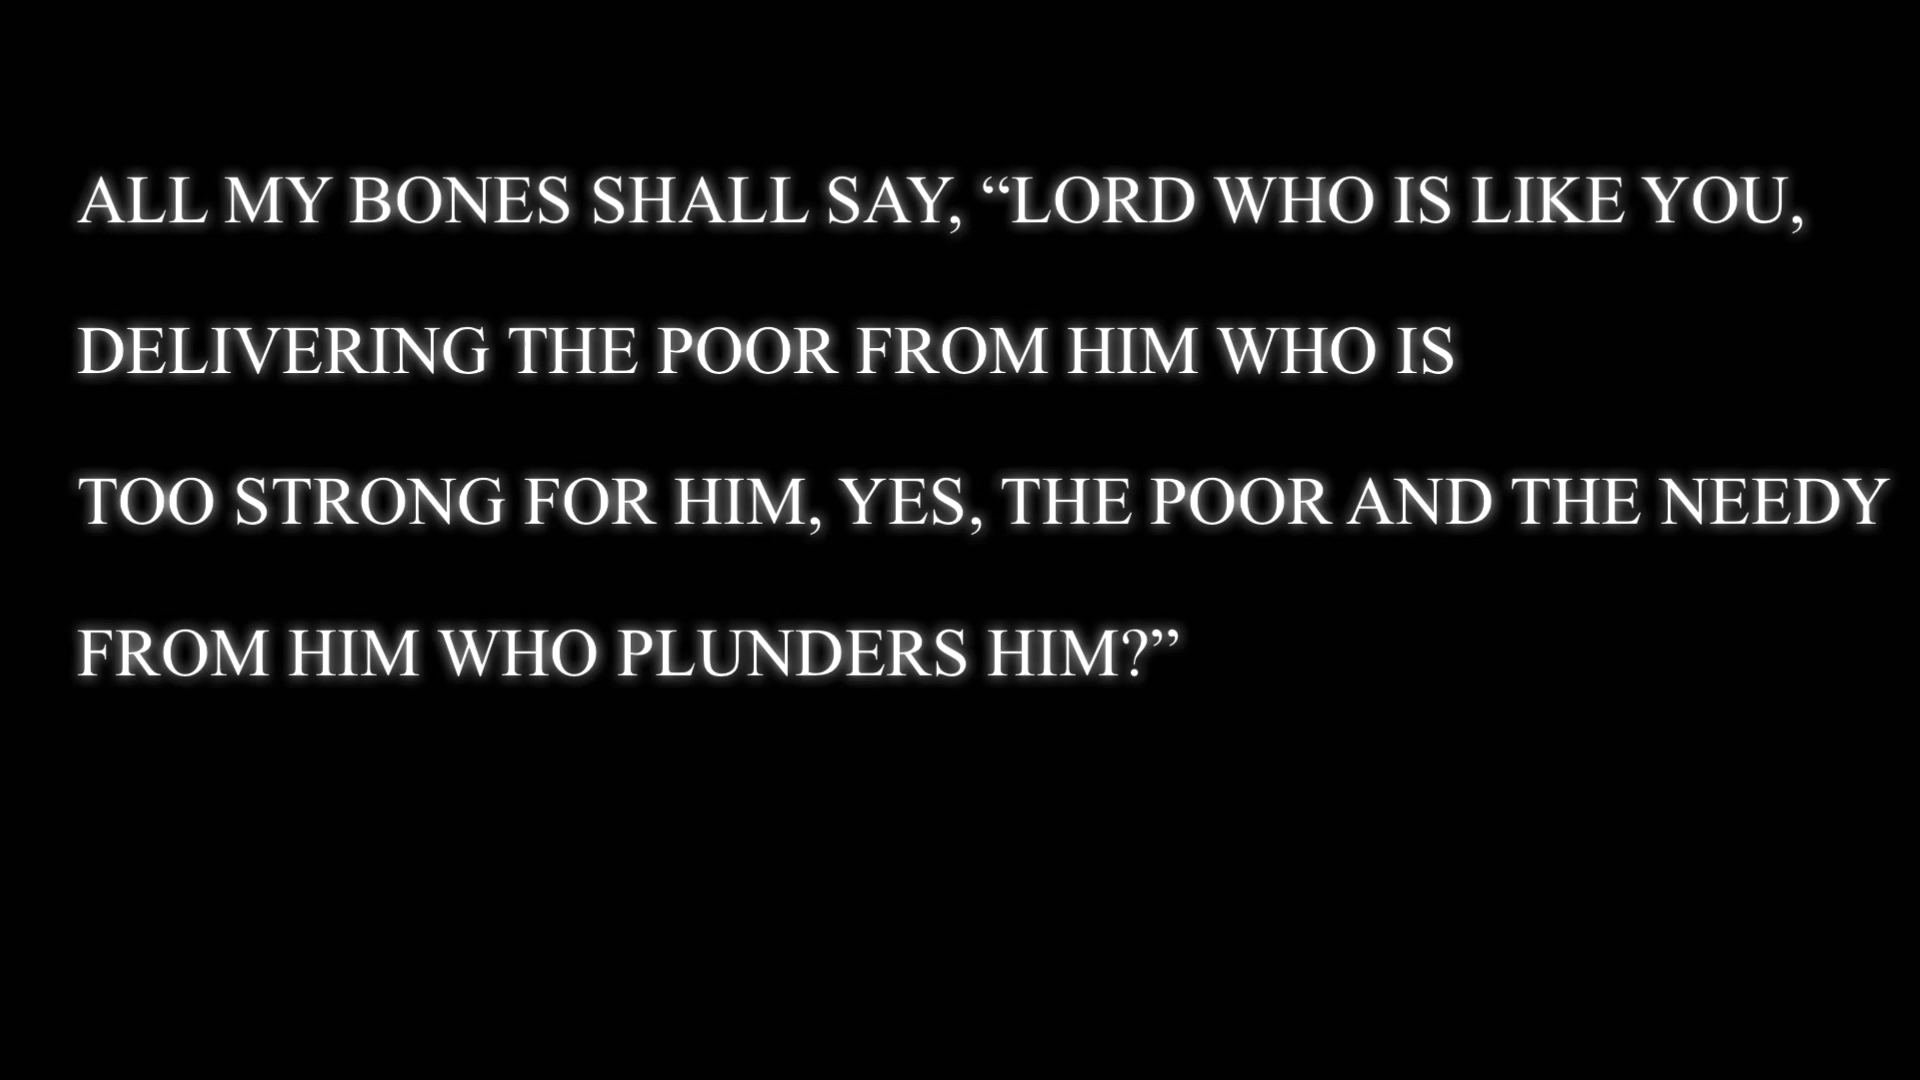 ALL MY BONES SHALL SAY, “LORD WHO IS LIKE YOU,
DELIVERING THE POOR FROM HIM WHO IS
TOO STRONG FOR HIM, YES, THE POOR AND THE NEEDY
FROM HIM WHO PLUNDERS HIM?”